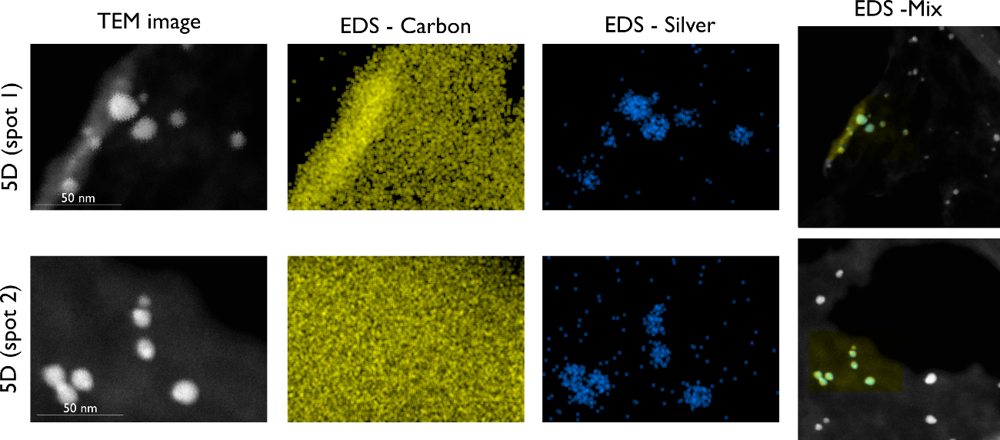 TEM image
EDS - Carbon
EDS - Silver
EDS -Mix
5D (spot 1)
50 nm
5D (spot 2)
50 nm